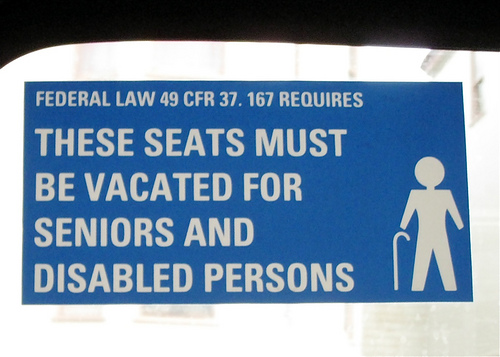 FEDERAL LAW 49 CFR 37. 167 REQUIRES
THESE SEATS MUST
BE VACATED FOR
SENIORS AND
DISABLED PERSONS